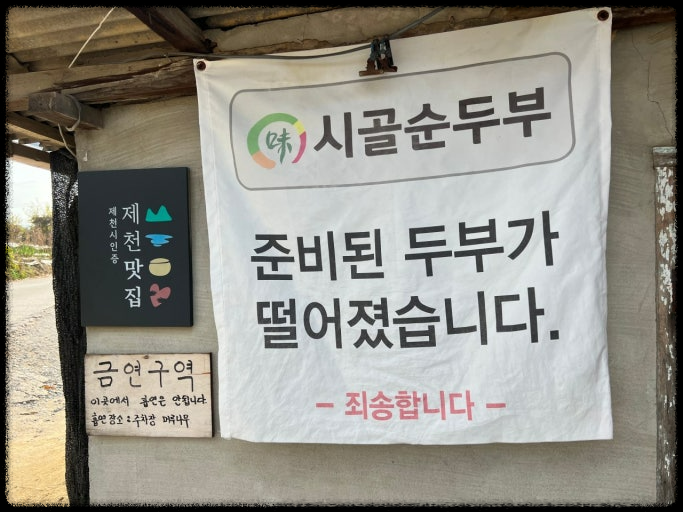 味 시골순두부
준비된 두부가
떨어졌습니다.
- 죄송합니다 -
제천맛집
제천시인증
금연구역
이곳에서 흡연은 안됩니다
흡연장소 : 주차장